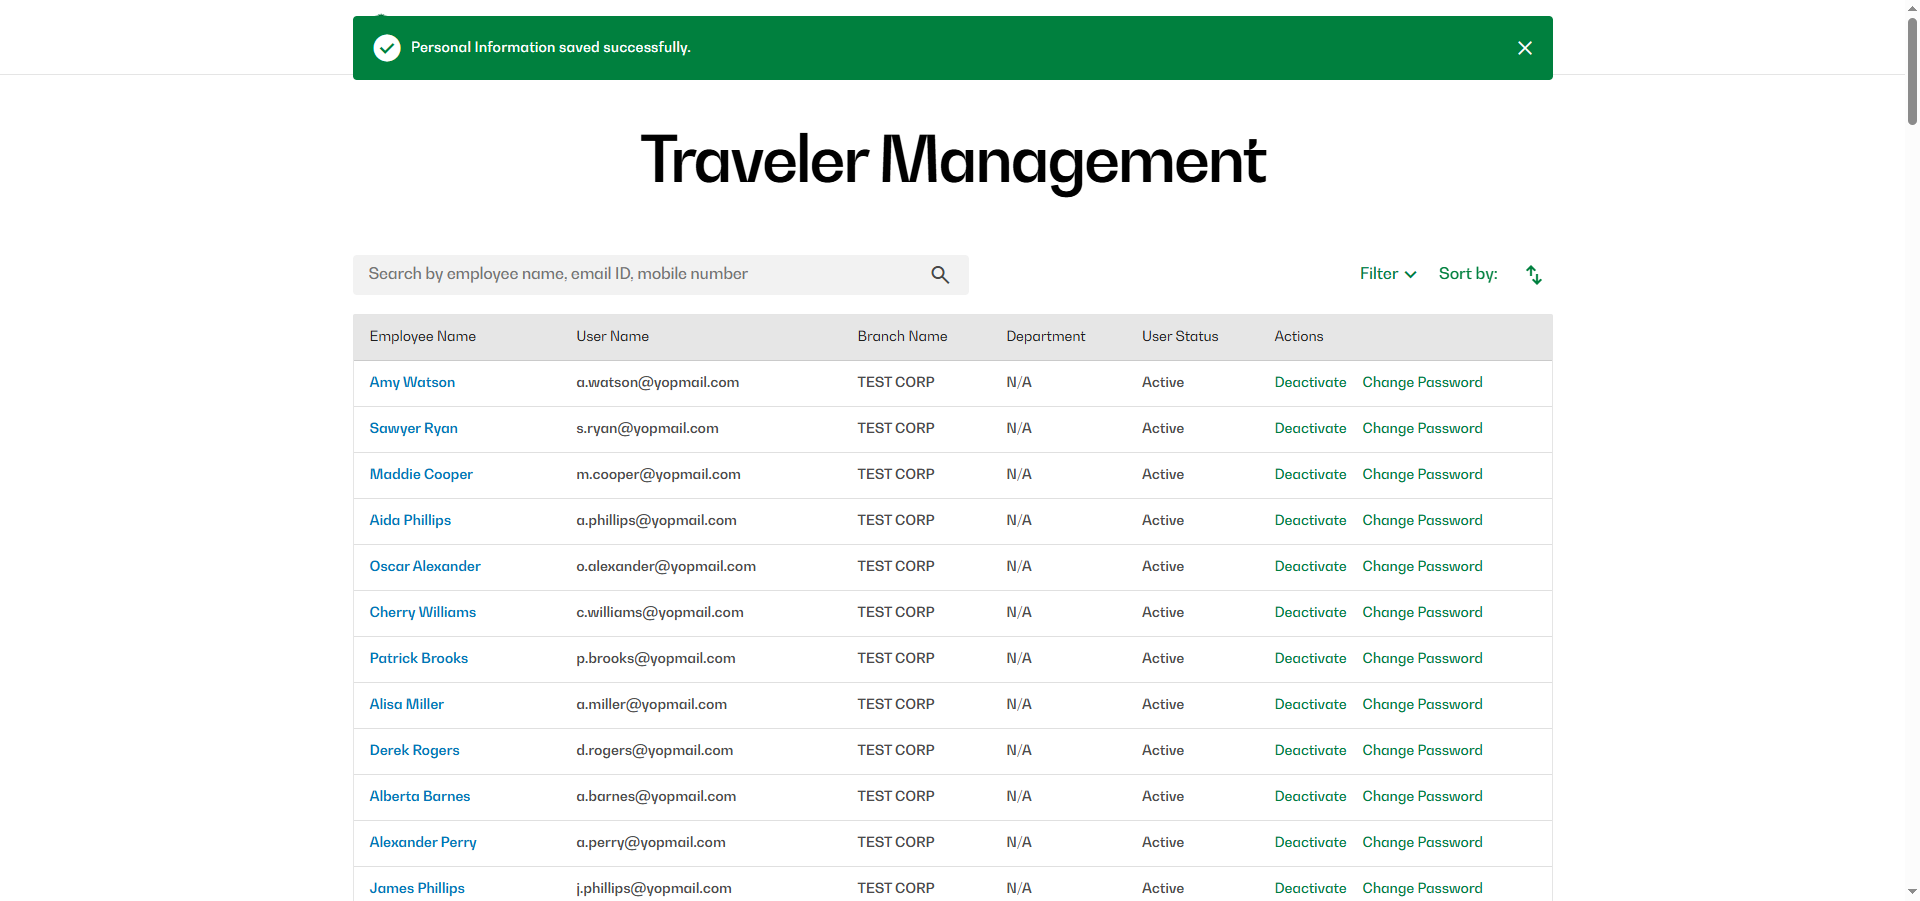 Personal Information saved successfully.
Traveler Management
Search by employee name, email ID, mobile number
Filter Sort by:
Employee Name User Name Branch Name Department User Status Actions
Amy Watson a.watson@yopmail.com TEST CORP N/A Active Deactivate Change Password
Sawyer Ryan s.ryan@yopmail.com TEST CORP N/A Active Deactivate Change Password
Maddie Cooper m.cooper@yopmail.com TEST CORP N/A Active Deactivate Change Password
Aida Phillips a.phillips@yopmail.com TEST CORP N/A Active Deactivate Change Password
Oscar Alexander o.alexander@yopmail.com TEST CORP N/A Active Deactivate Change Password
Cherry Williams c.williams@yopmail.com TEST CORP N/A Active Deactivate Change Password
Patrick Brooks p.brooks@yopmail.com TEST CORP N/A Active Deactivate Change Password
Alisa Miller a.miller@yopmail.com TEST CORP N/A Active Deactivate Change Password
Derek Rogers d.rogers@yopmail.com TEST CORP N/A Active Deactivate Change Password
Alberta Barnes a.barnes@yopmail.com TEST CORP N/A Active Deactivate Change Password
Alexander Perry a.perry@yopmail.com TEST CORP N/A Active Deactivate Change Password
James Phillips j.phillips@yopmail.com TEST CORP N/A Active Deactivate Change Password